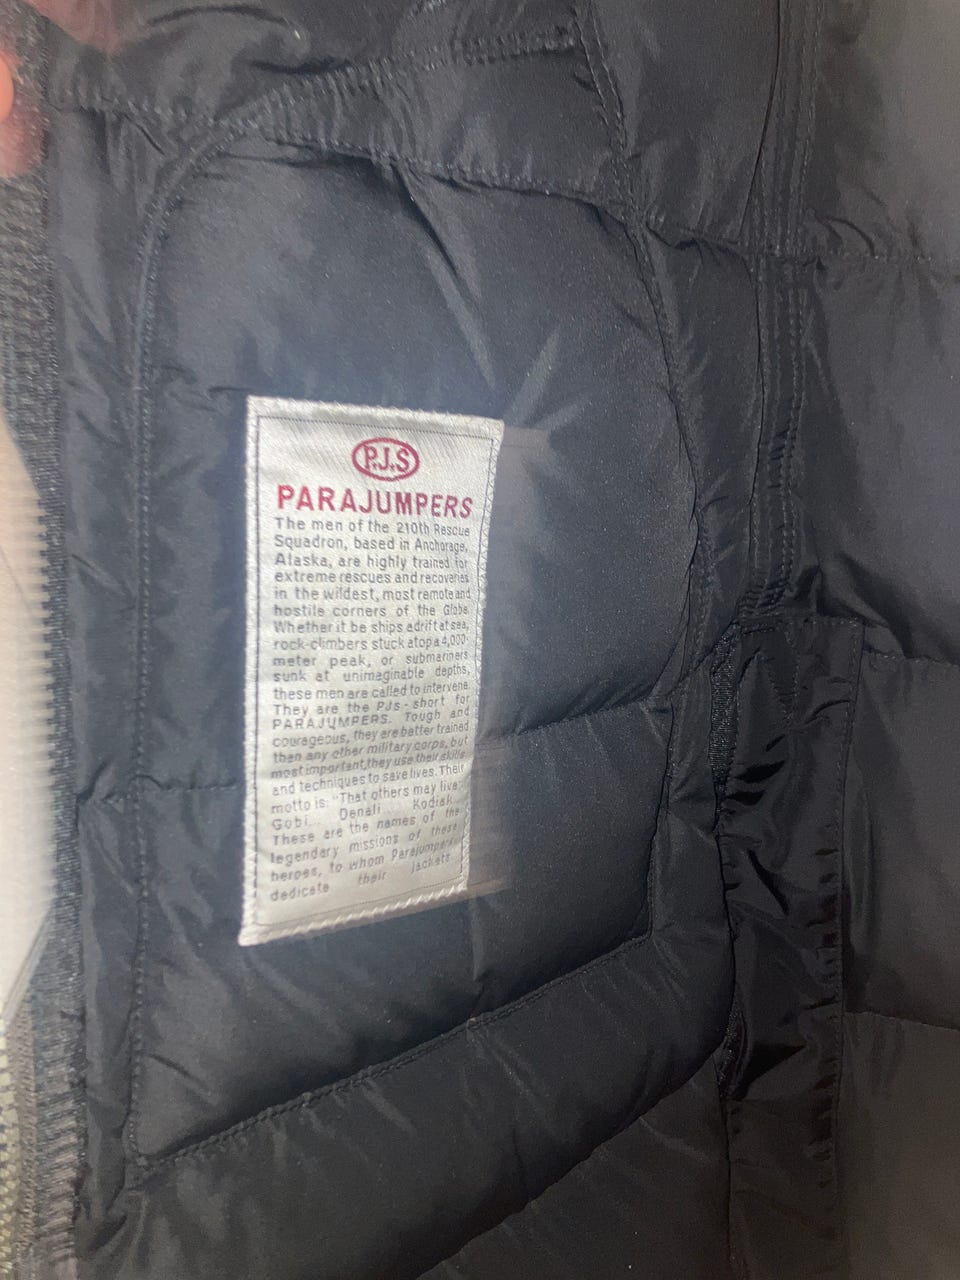 P.J.S
PARAJUMPERS
The men of the 210th Rescue
Squadron, based in Anchorage,
Alaska, are highly trained for
extreme rescues and recoveries
in the wildest, most remote and
hostile corners of the Globe.
Whether it be ships adrift at sea,
rock-climbers stuck atop a 4,000-
meter peak, or submariners
sunk at unimaginable depths,
these men are called to intervene.
They are the PJs - short for
PARAJUMPERS. Tough and
courageous, they are batter trained
than any other military corps, but
most important, they use their skills
and techniques to save lives. Their
motto is: "That others may live"
Gobi... Denali... Kodiak...
These are the names of the
legendary missions of these
heroes, to whom Parajumpers
dedicate their jackets